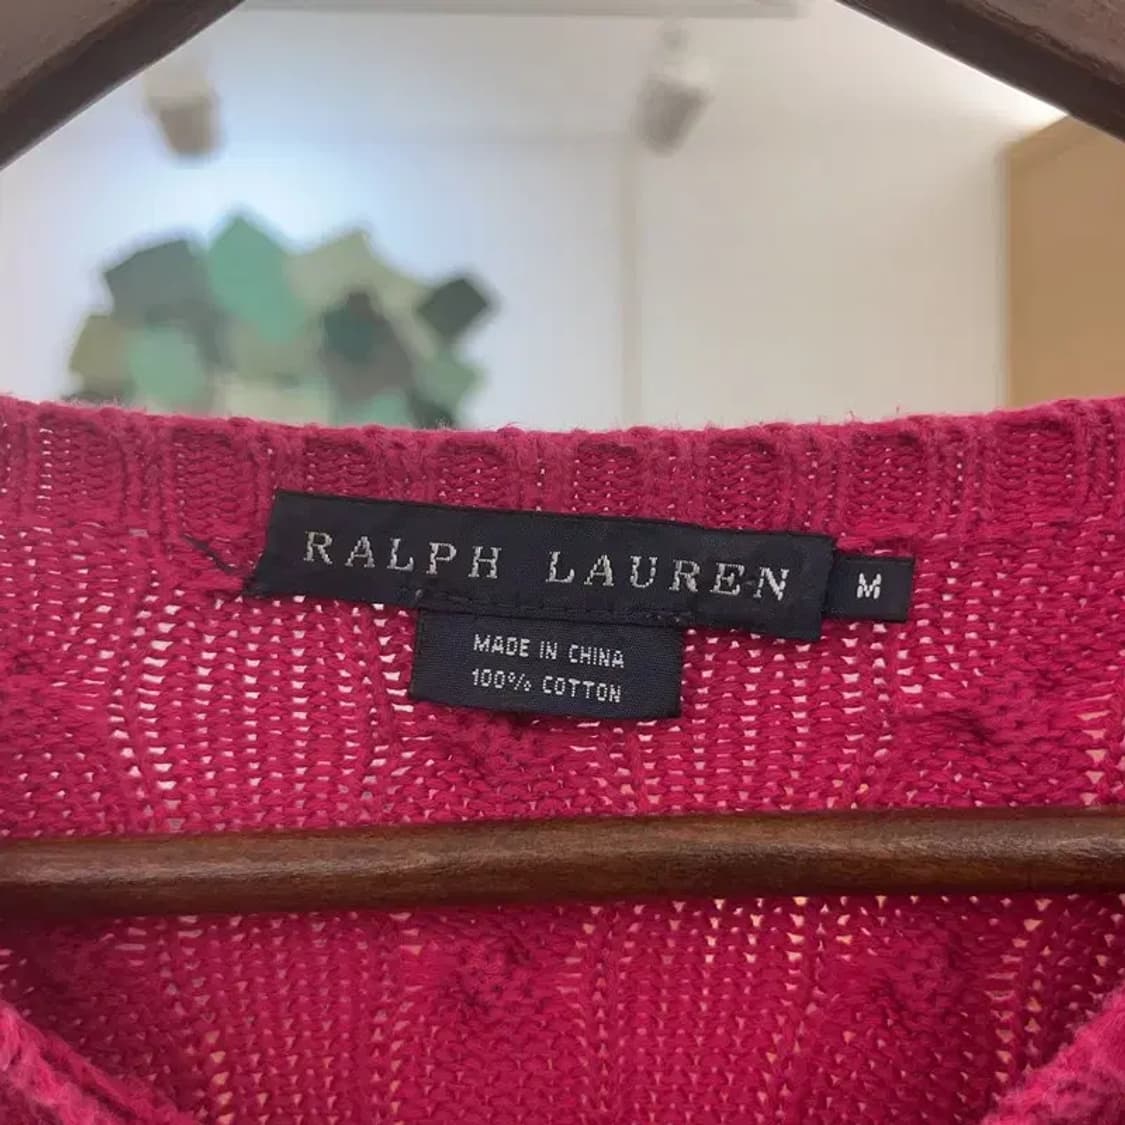 RALPH LAUREN
M
MADE IN CHINA
100% COTTON